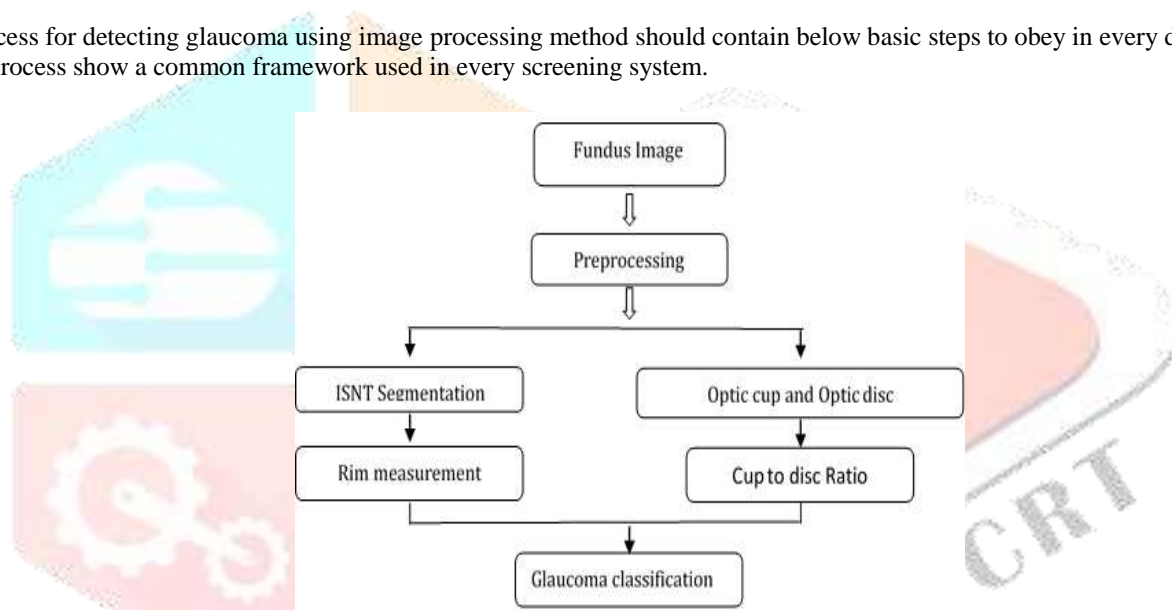 cess for detecting glaucoma using image processing method should contain below basic steps to obey in every d
rocess show a common framework used in every screening system.
Fundus Image
Preprocessing
ISNT Segmentation
Optic cup and Optic disc
Rim measurement
Cup to disc Ratio
Glaucoma classification
CRT